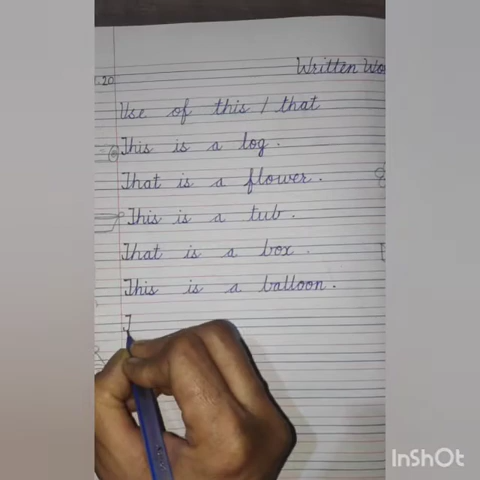 Written
20
Use of this / that
This is a log.
That is a flower.
This is a tub.
That is a box.
This is a balloon.
T
InShOt